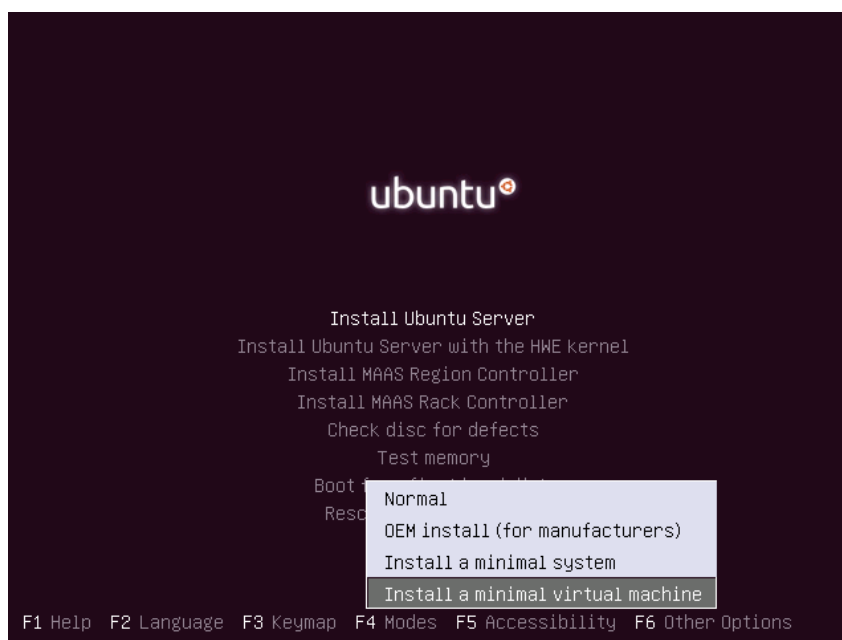 ubuntu
Install Ubuntu Server
Install Ubuntu Server with the HWE kernel
Install MAAS Region Controller
Install MAAS Rack Controller
Check disc for defects
Test memory
Boot
Normal
OEM install (for manufacturers)
Install a minimal system
Install a minimal virtual machine
F1 Help F2 Language F3 Keymap F4 Modes F5 Accessibility F6 Other Options